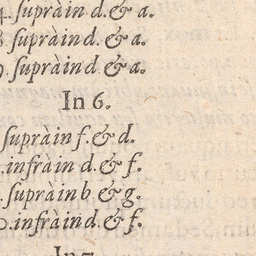 4. suprà in d. & a.
8 suprà in d. & a.
9. suprà in d. & a.
In 6.
suprà in f. & d.
. infrà in d. & f.
. suprà in b & g.
0. infrà in d. & f.
In 7